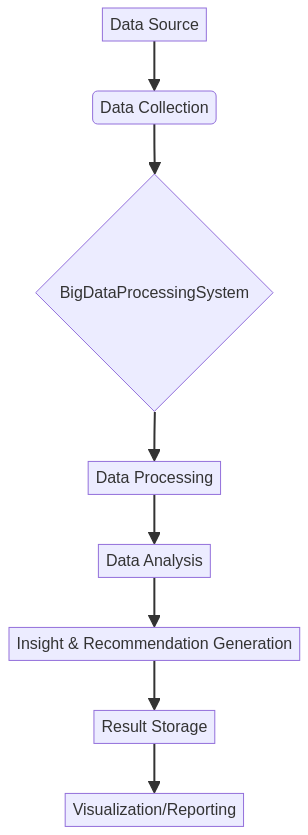 Data Source
Data Collection
BigDataProcessingSystem
Data Processing
Data Analysis
Insight & Recommendation Generation
Result Storage
Visualization/Reporting